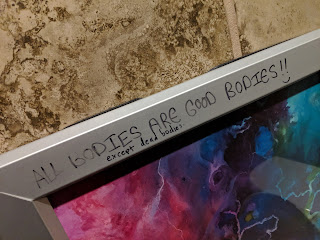 ALL BODIES ARE GOOD BODIES!!
except dead bodies.